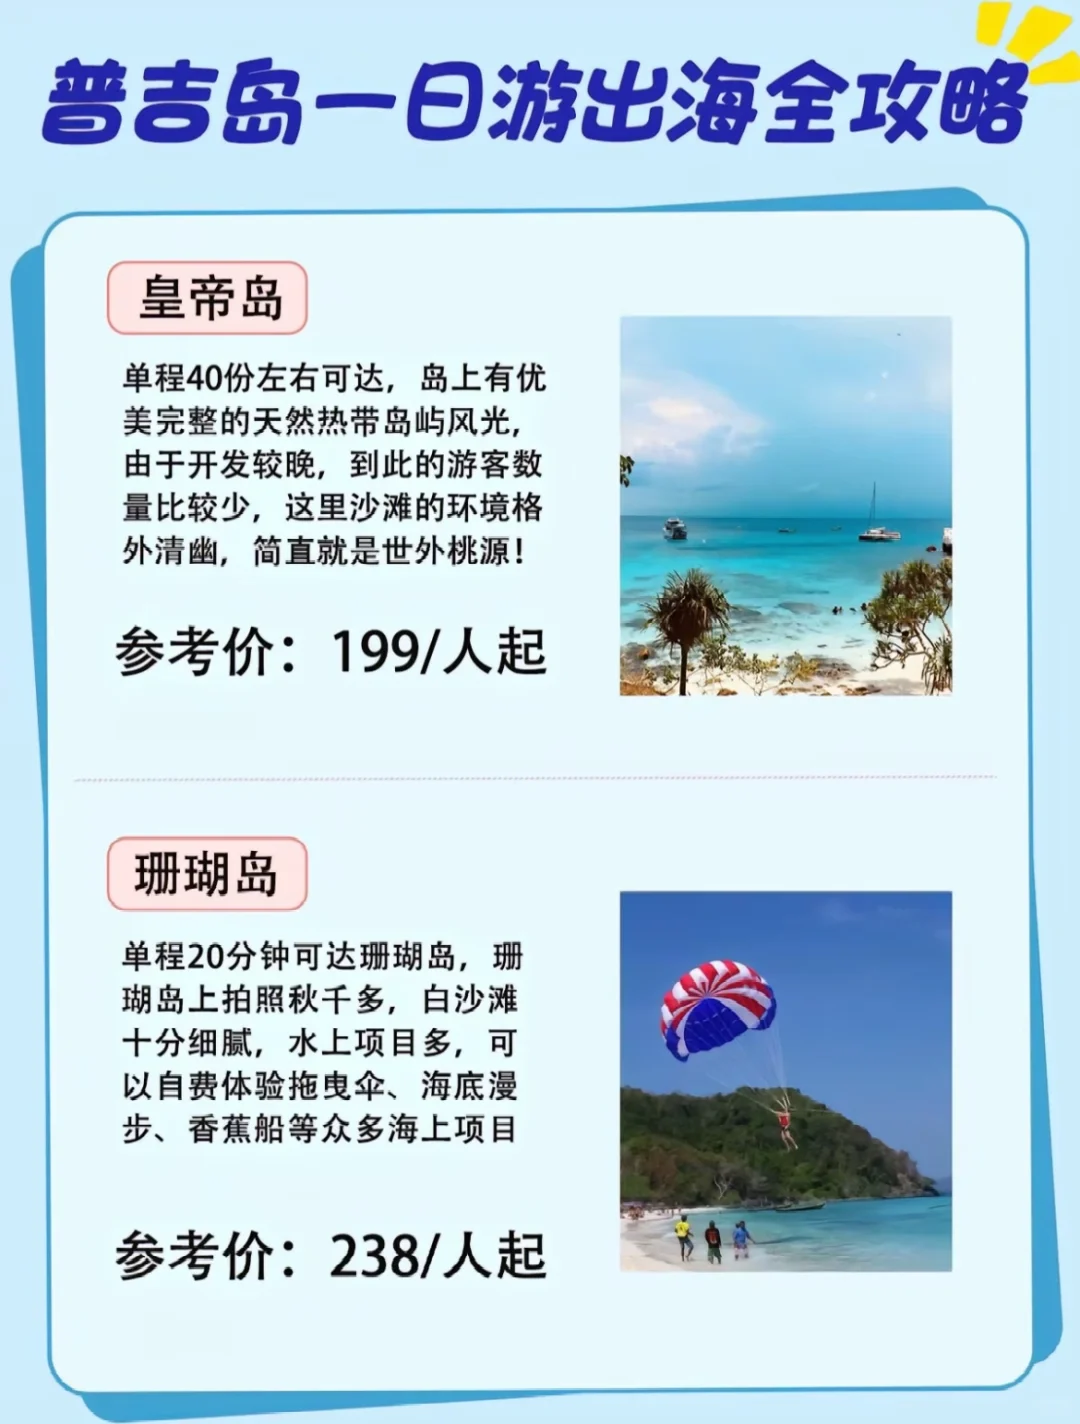 普吉岛一日游出海全攻略
皇帝岛
单程40份左右可达，岛上有优
美完整的天然热带岛屿风光，
由于开发较晚，到此的游客数
量比较少，这里沙滩的环境格
外清幽，简直就是世外桃源！
参考价：199/人起
珊瑚岛
单程20分钟可达珊瑚岛，珊
瑚岛上拍照秋千多，白沙滩
十分细腻，水上项目多，可
以自费体验拖曳伞、海底漫
步、香蕉船等众多海上项目
参考价：238/人起